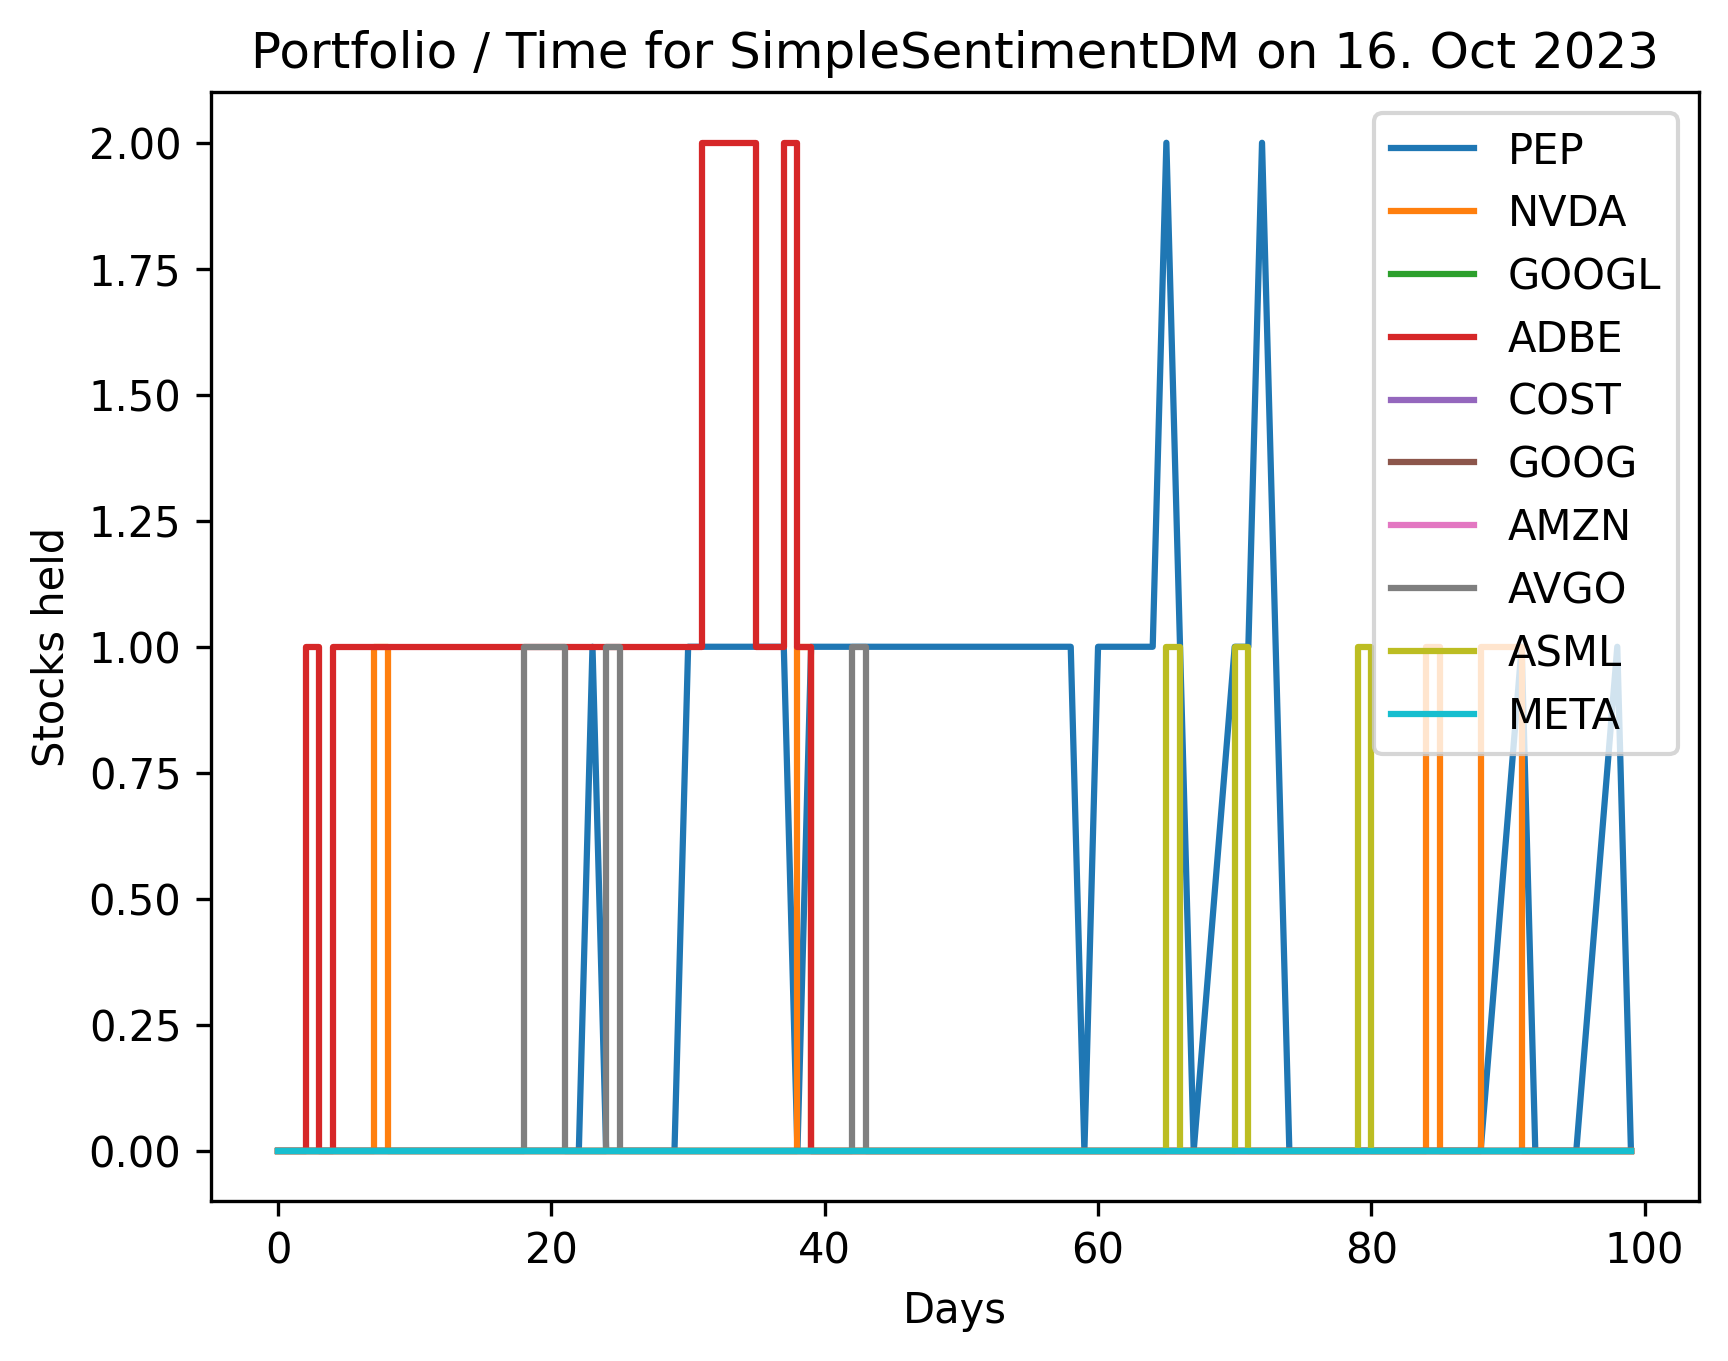 Portfolio / Time for SimpleSentimentDM on 16. Oct 2023
2.00
1.75
1.50
1.25
1.00
0.75
0.50
0.25
0.00
Stocks held
PEP
NVDA
GOOGL
ADBE
COST
GOOG
AMZN
AVGO
ASML
META
0 20 40 60 80 100
Days